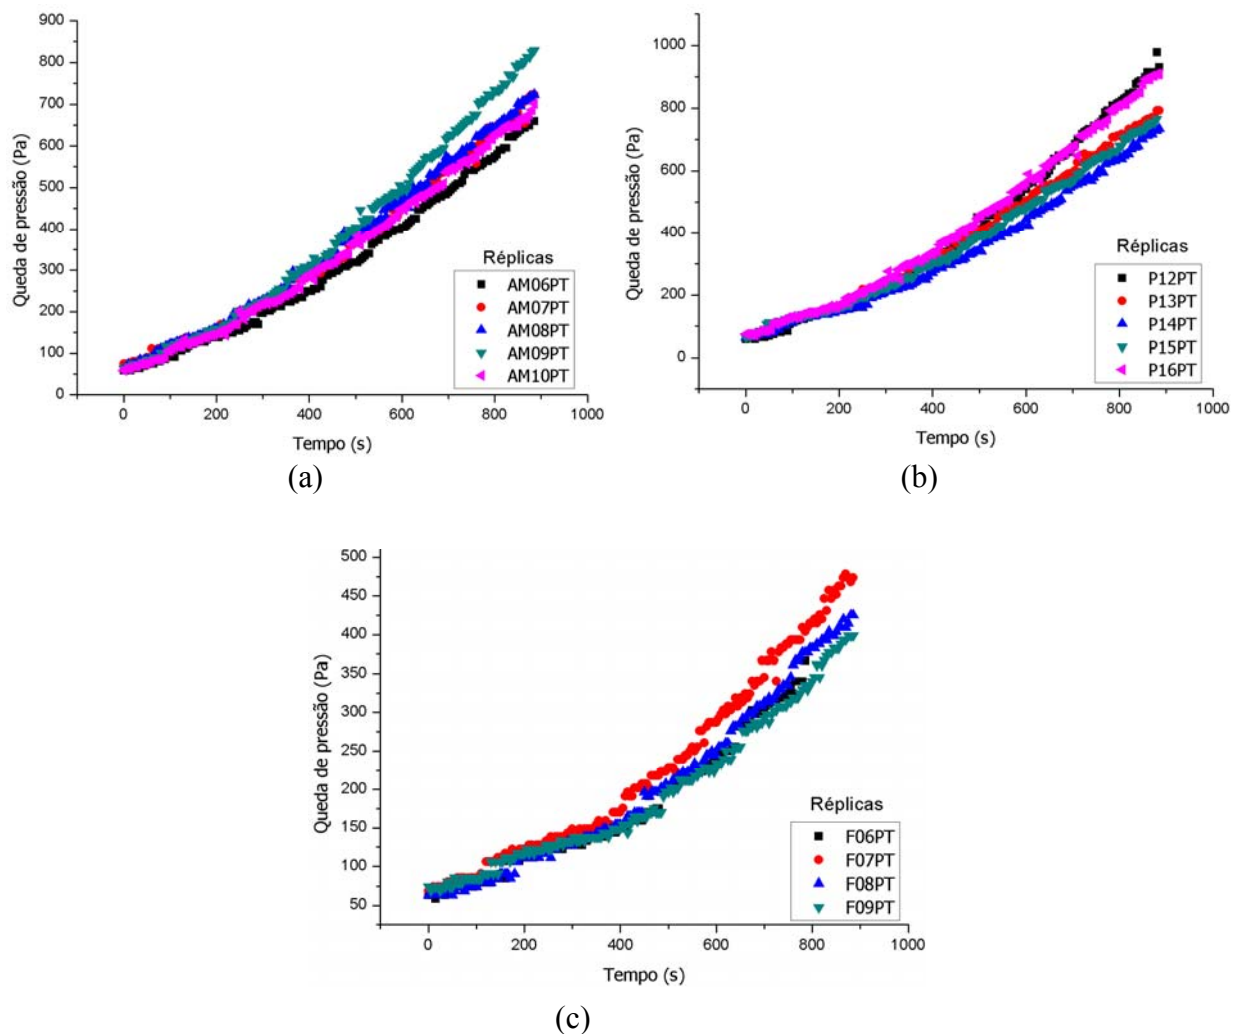 900
800
700
600
500
400
300
200
100
0
Queda de pressão (Pa)
0 200 400 600 800 1000
Tempo (s)
Réplicas
AM06PT
AM07PT
AM08PT
AM09PT
AM10PT
(a)
1000
800
600
400
200
0
Queda de pressão (Pa)
0 200 400 600 800 1000
Tempo (s)
Réplicas
P12PT
P13PT
P14PT
P15PT
P16PT
(b)
500
450
400
350
300
250
200
150
100
50
Queda de pressão (Pa)
0 200 400 600 800 1000
Tempo (s)
Réplicas
F06PT
F07PT
F08PT
F09PT
(c)